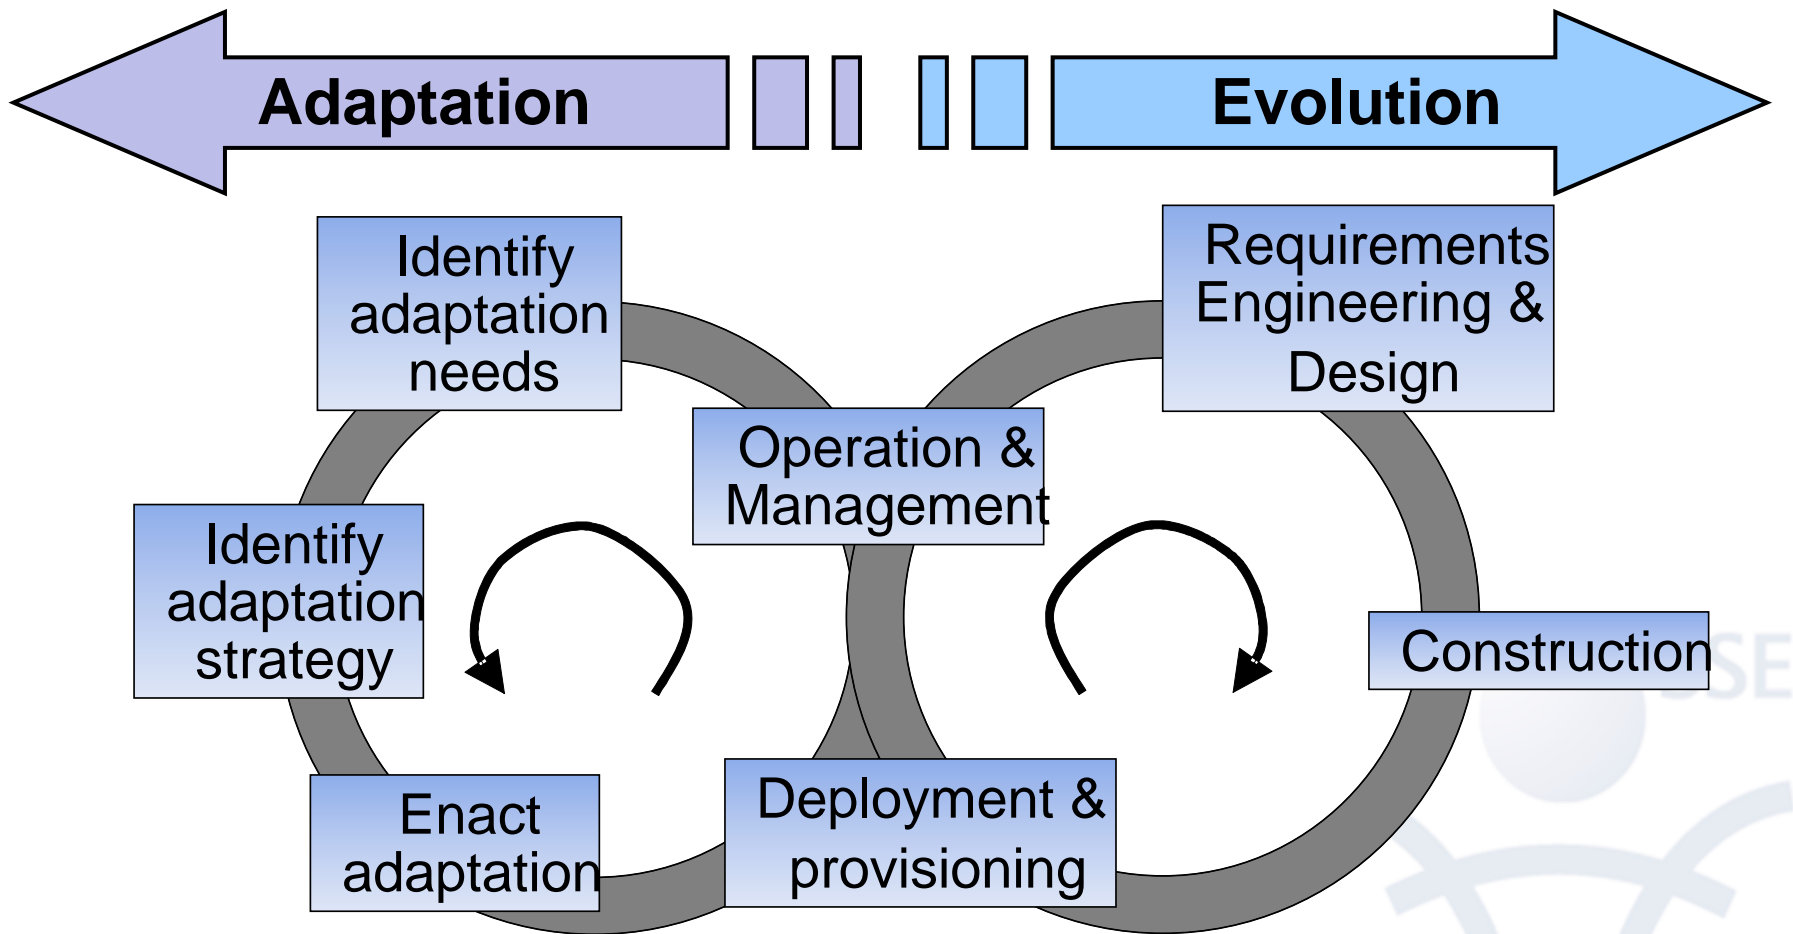 Adaptation
Evolution
Identify
adaptation
needs
Requirements
Engineering &
Design
Operation &
Management
Identify
adaptation
strategy
Construction
Enact
adaptation
Deployment &
provisioning